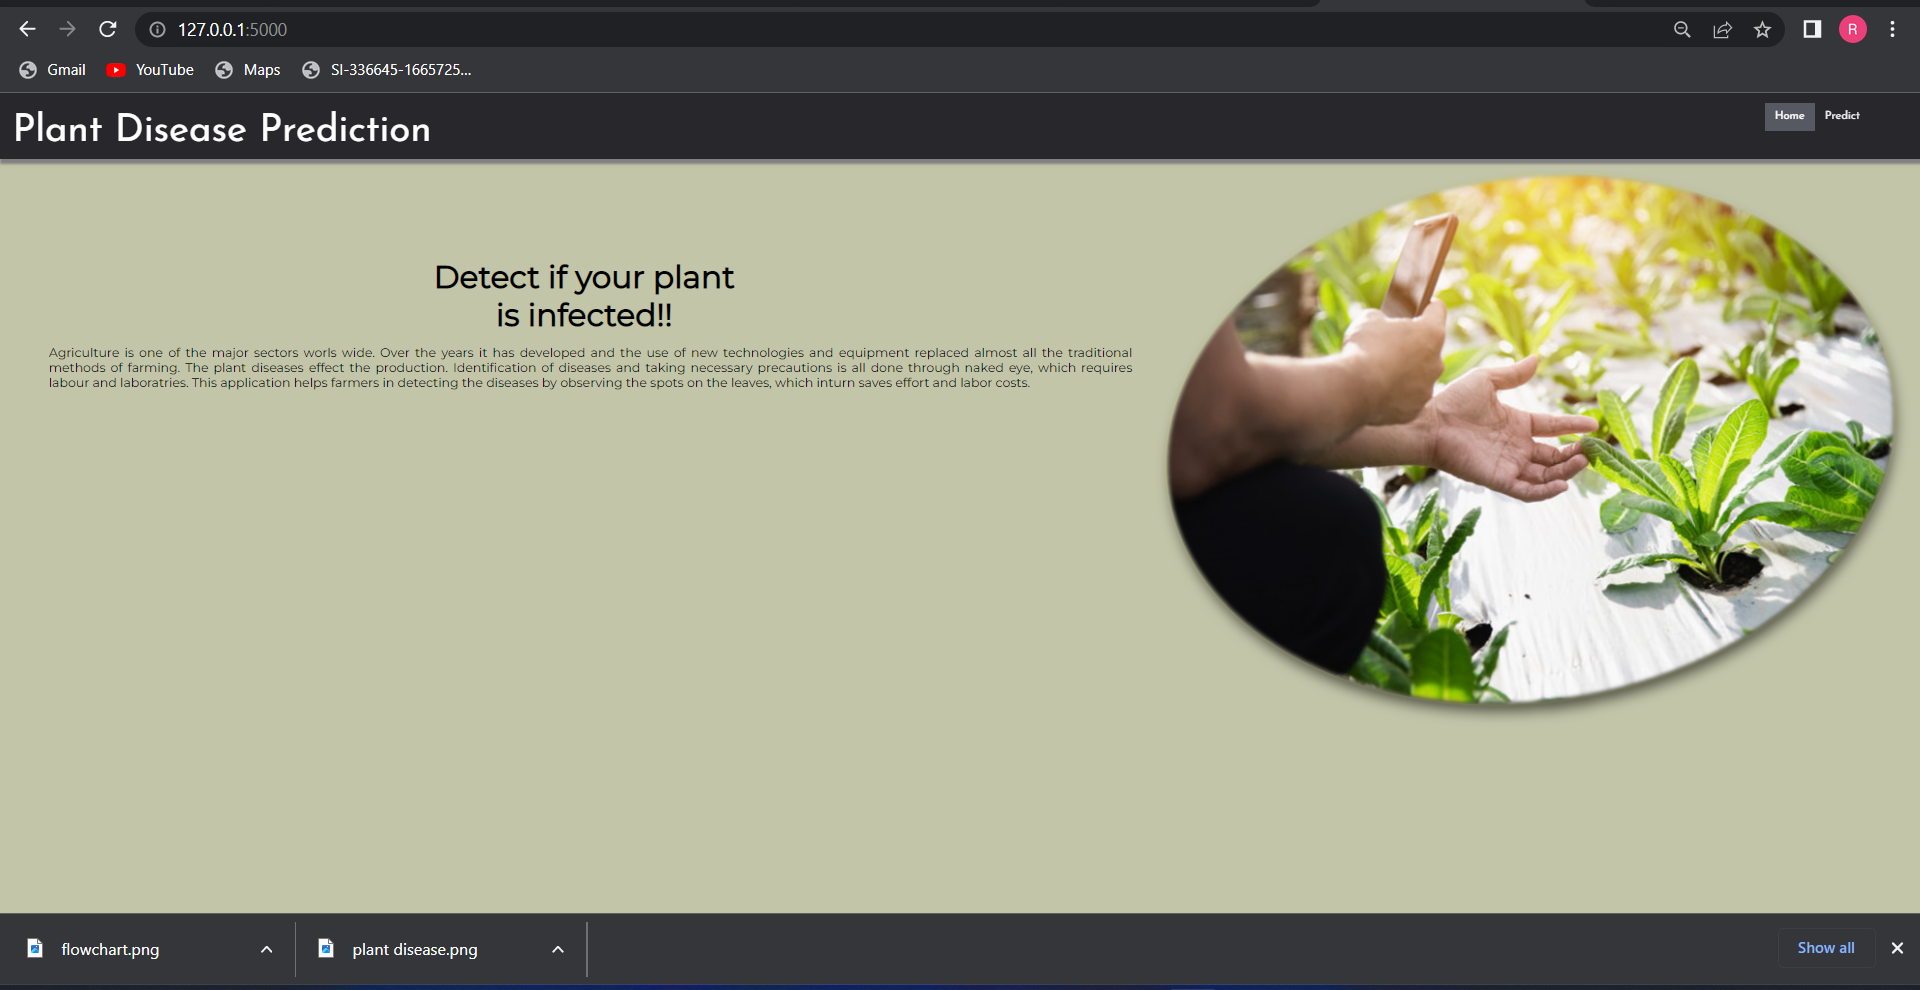 127.0.0.1:5000
R
Gmail YouTube Maps SI-336645-1665725...
Plant Disease Prediction
Home Predict
Detect if your plant
is infected!!
Agriculture is one of the major sectors worls wide. Over the years it has developed and the use of new technologies and equipment replaced almost all the traditional
methods of farming. The plant diseases effect the production. Identification of diseases and taking necessary precautions is all done through naked eye, which requires
labour and laboratries. This application helps farmers in detecting the diseases by observing the spots on the leaves, which inturn saves effort and labor costs.
flowchart.png plant disease.png Show all